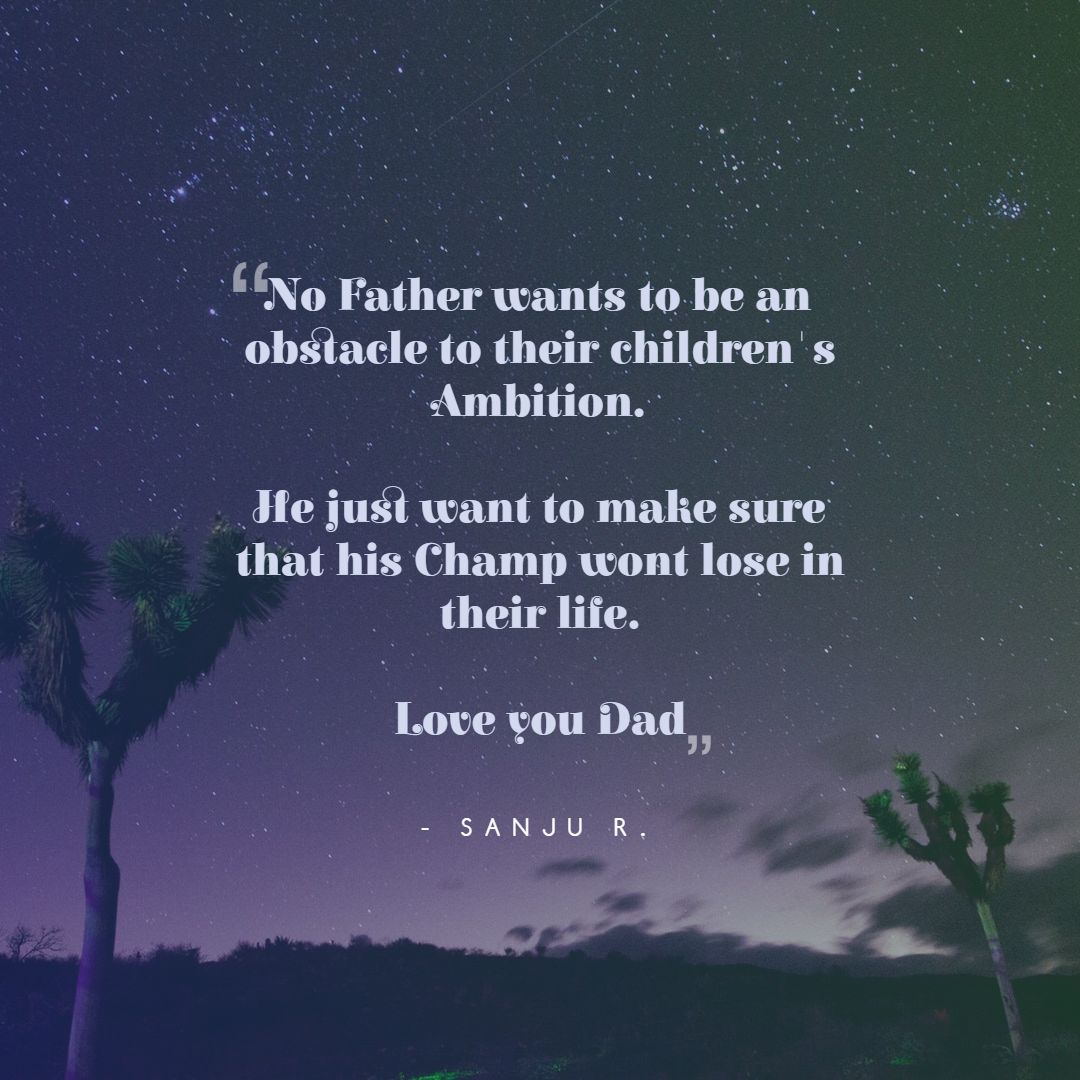 “No Father wants to be an
obstacle to their children's
Ambition.
He just want to make sure
that his Champ wont lose in
their life.
Love you Dad”
- SANJU R.